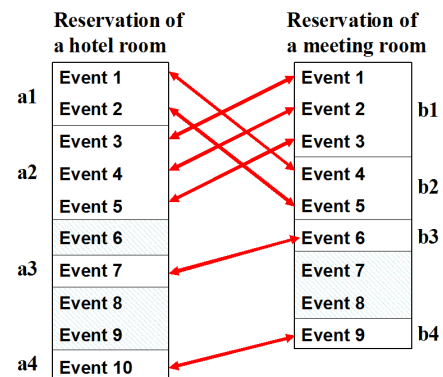 Reservation of
a hotel room
Reservation of
a meeting room
a1
Event 1
Event 2
a2
Event 3
Event 4
Event 5
Event 6
a3
Event 7
Event 8
Event 9
a4
Event 10
Event 1
Event 2
b1
Event 3
Event 4
b2
Event 5
Event 6
b3
Event 7
Event 8
Event 9
b4